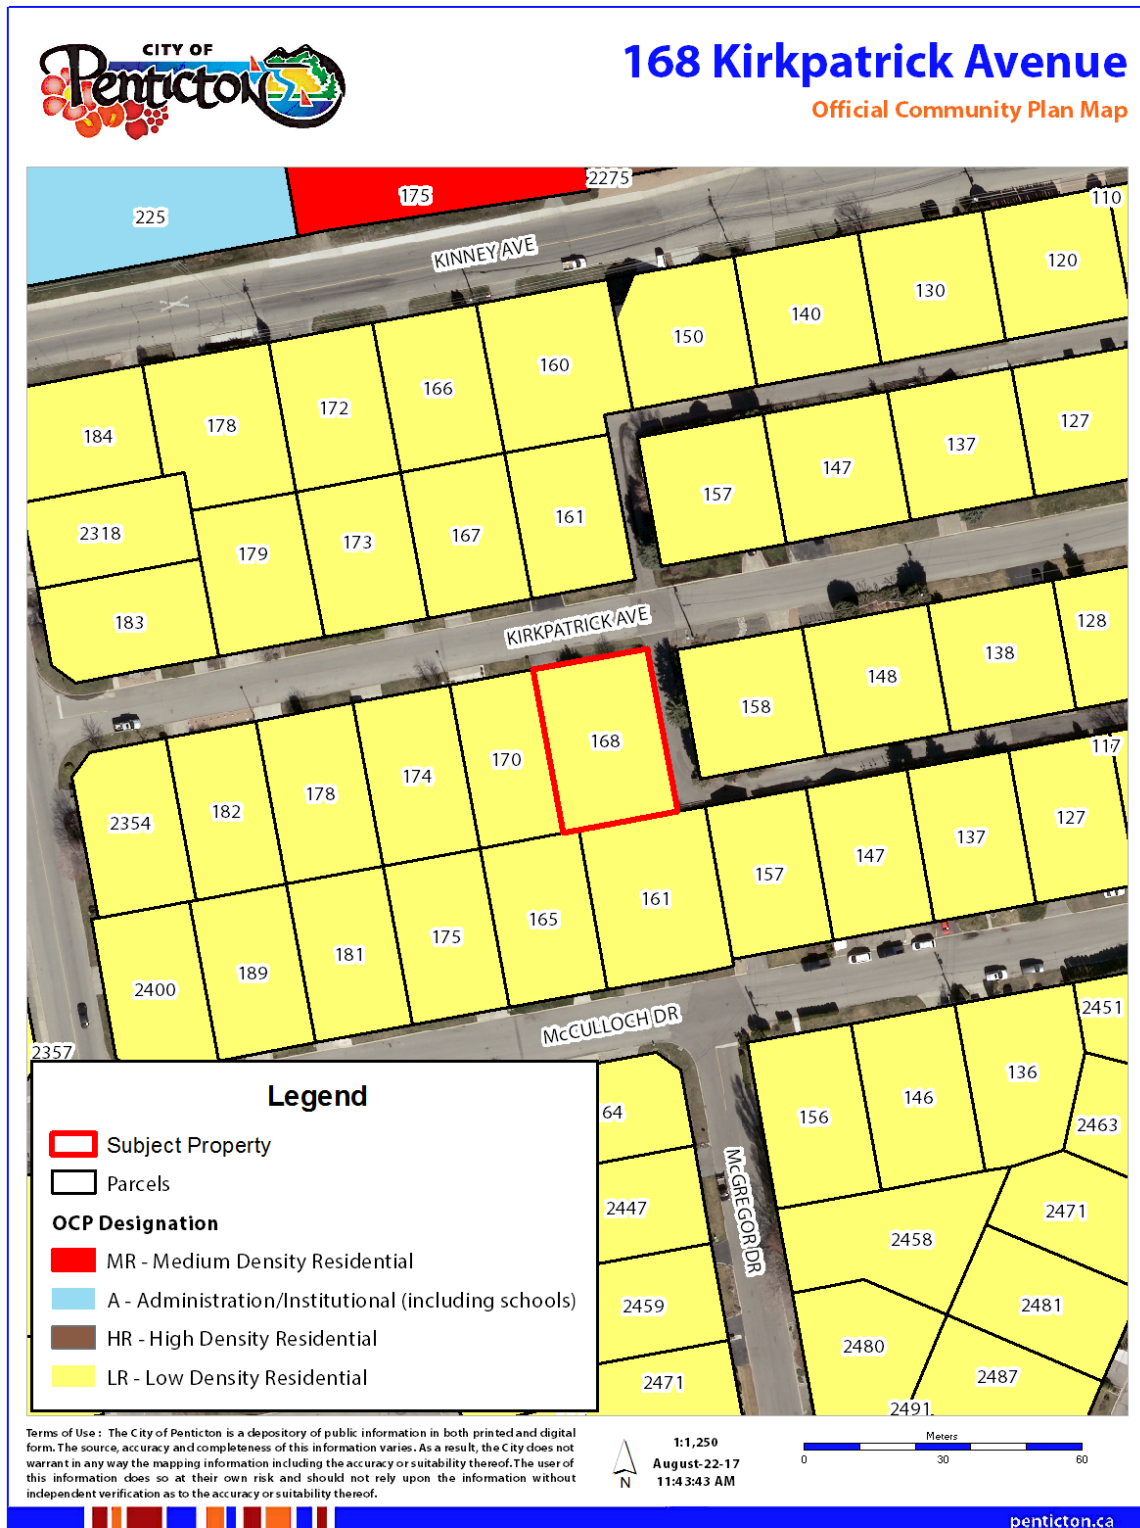 CITY OF
Penticton
168 Kirkpatrick Avenue
Official Community Plan Map
2275
175
225
110
KINNEY AVE
120
130
140
150
160
166
172
178
184
127
137
147
157
161
167
173
179
2318
183
KIRKPATRICK AVE
128
138
148
158
168
170
174
178
182
2354
117
127
137
147
157
161
165
175
181
189
2400
McCULLOCH DR
2451
2357
136
146
156
64
2463
McGREGOR DR
2447
2471
2458
2459
2481
2480
2487
2471
2491
Legend
Subject Property
Parcels
OCP Designation
MR - Medium Density Residential
A - Administration/Institutional (including schools)
HR - High Density Residential
LR - Low Density Residential
Terms of Use : The City of Penticton is a depository of public information in both printed and digital
form. The source, accuracy and completeness of this information varies. As a result, the City does not
warrant in any way the mapping information including the accuracy or suitability thereof. The user of
this information does so at their own risk and should not rely upon the information without
independent verification as to the accuracy or suitability thereof.
N
1:1,250
August-22-17
11:43:43 AM
Meters
0 30 60
penticton.ca